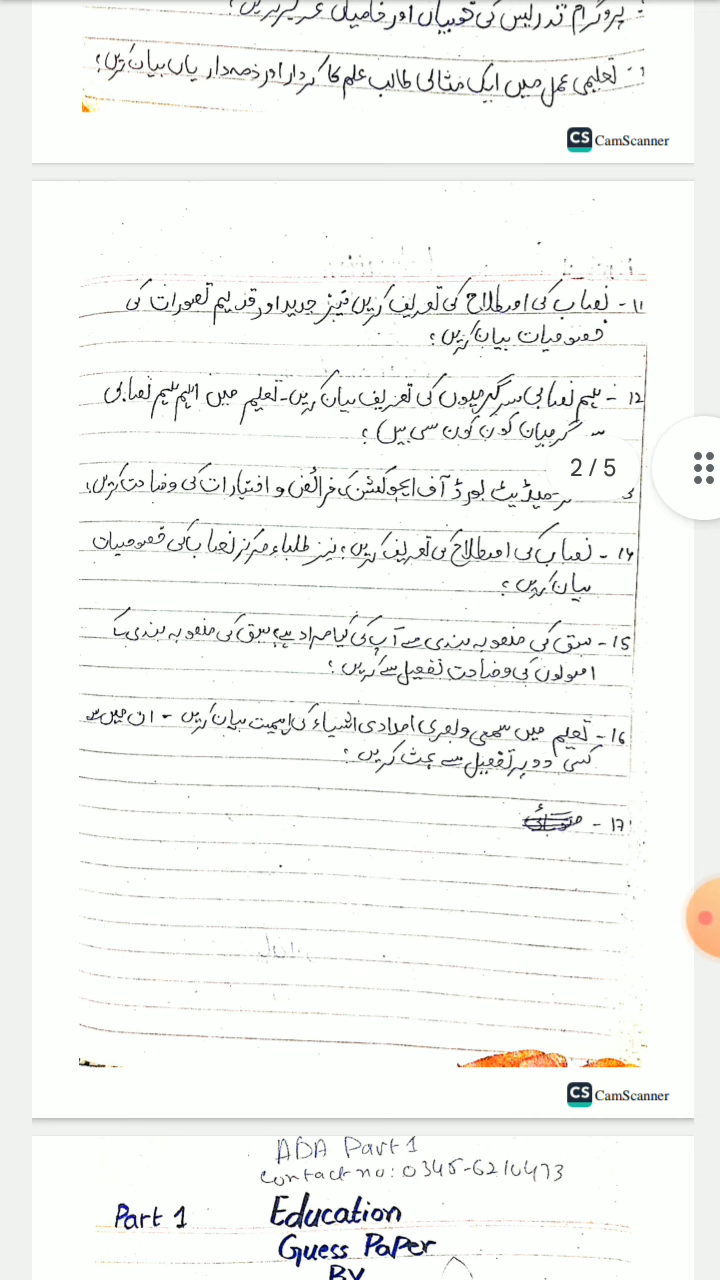 پروگرام تدریس کی خوبیاں اور خامیاں تحریر کریں؟
- تعلیمی عمل میں ایک مثالی طالب علم کا کردار اور ذمہ داریاں بیان کریں؟
CS CamScanner
11- نصاب کی اصطلاح کی تعریف کریں نیز جدید اور قدیم تصورات کی
خصوصیات بیان کریں؟
12- ہم نصابی سرگرمیوں کی تعریف بیان کریں۔ تعلیم میں اہم ہم نصابی
سرگرمیاں کون کون سی ہیں؟
2/5
میڈیٹ بورڈ آف ایجوکیشن کے فرائض و اختیارات کی وضاحت کریں؟
14- نصاب کی اصطلاح کی تعریف کریں؟ نیز طلباء مرکز نصاب کی خصوصیات
بیان کریں؟
15- سبق کی منصوبہ بندی سے آپ کی کیا مراد ہے؟ سبق کی منصوبہ بندی کے
اصولوں کی وضاحت تفصیل سے کریں؟
16- تعلیم میں سمعی و بصری امدادی اشیاء کی اہمیت بیان کریں - ان میں سے
کسی دو پر تفصیل سے بحث کریں؟
17-
CS CamScanner
ADA Part 1
contact no: 0345-6210473
Part 1 Education
Guess Paper
BY